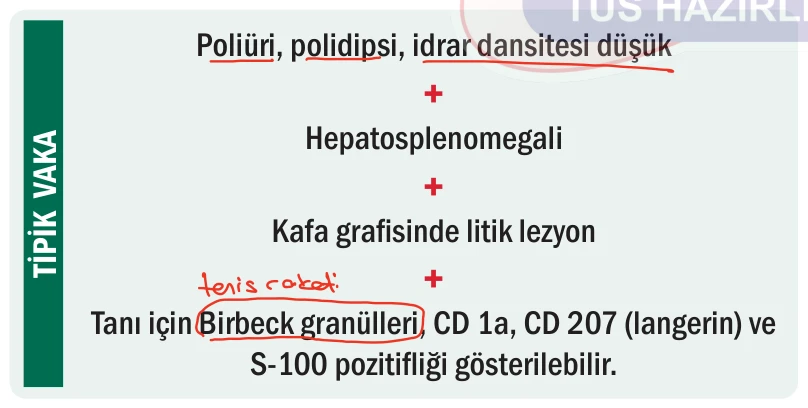 TUS HAZIRL
Poliüri, polidipsi, idrar dansitesi düşük
+
Hepatosplenomegali
+
Kafa grafisinde litik lezyon
+
tenis raketi
Tanı için Birbeck granülleri, CD 1a, CD 207 (langerin) ve
S-100 pozitifliği gösterilebilir.
TİPİK VAKA